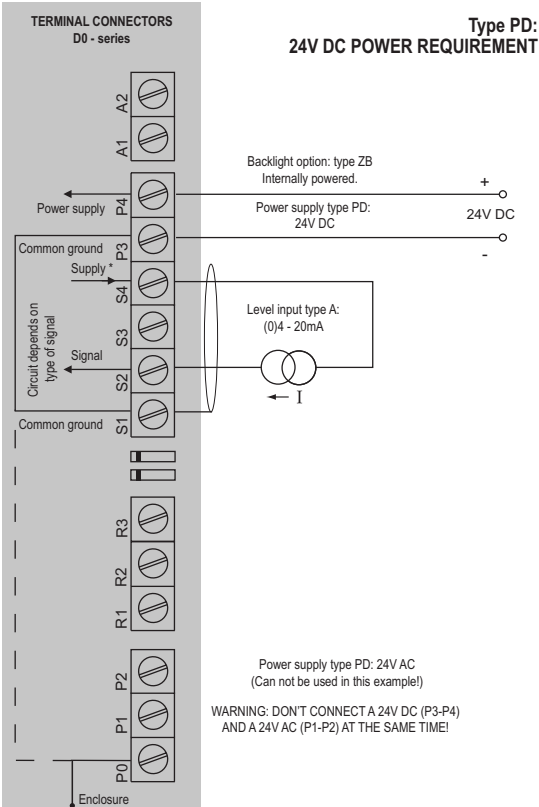 TERMINAL CONNECTORS
D0 - series
Type PD:
24V DC POWER REQUIREMENT
A2
A1
Backlight option: type ZB
Internally powered.
+
Power supply
P4
Power supply type PD:
24V DC
24V DC
Common ground
P3
-
Supply *
S4
Level input type A:
(0)4 - 20mA
Circuit depends on
type of signal
S3
Signal
S2
I
Common ground
S1
R3
R2
R1
Power supply type PD: 24V AC
(Can not be used in this example!)
P2
WARNING: DON'T CONNECT A 24V DC (P3-P4)
AND A 24V AC (P1-P2) AT THE SAME TIME!
P1
P0
Enclosure